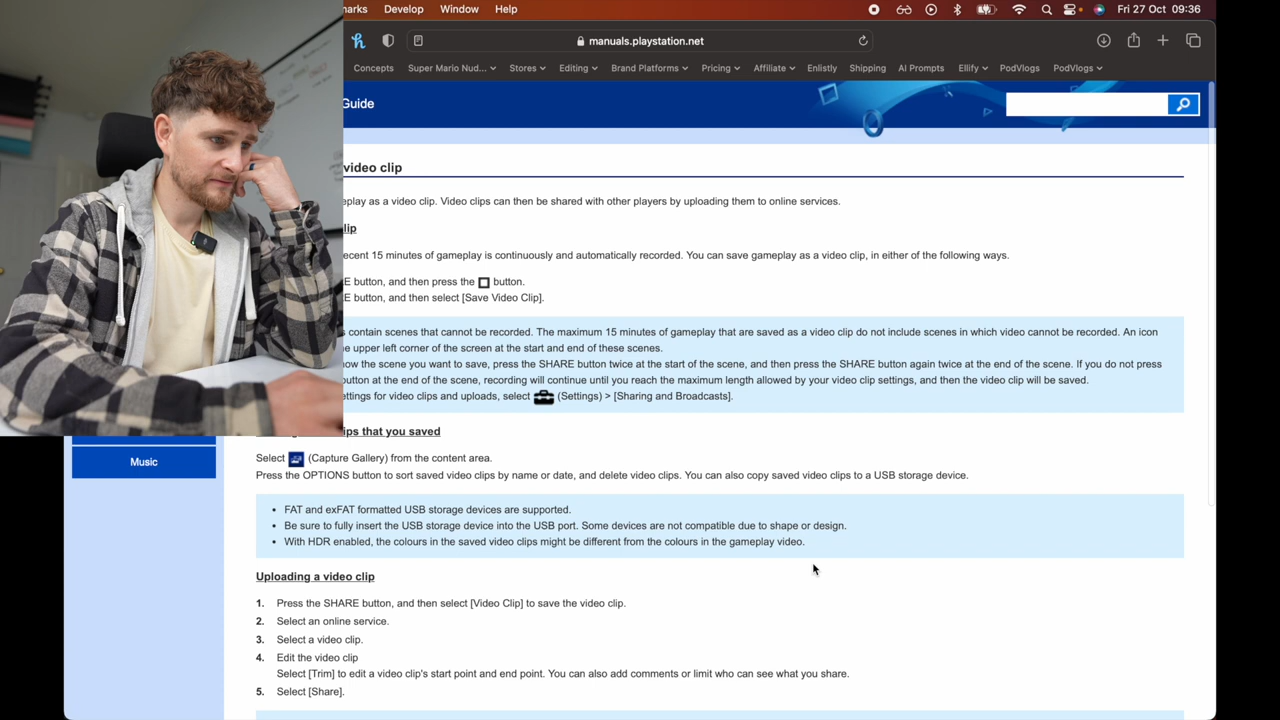 marks Develop Window Help Fri 27 Oct 09:36
manuals.playstation.net
Concepts Super Mario Nud... Stores Editing Brand Platforms Pricing Affiliate Enlistly Shipping AI Prompts Ellify PodVlogs PodVlogs
Guide
video clip
eplay as a video clip. Video clips can then be shared with other players by uploading them to online services.
lip
ecent 15 minutes of gameplay is continuously and automatically recorded. You can save gameplay as a video clip, in either of the following ways.
E button, and then press the button.
E button, and then select [Save Video Clip].
s contain scenes that cannot be recorded. The maximum 15 minutes of gameplay that are saved as a video clip do not include scenes in which video cannot be recorded. An icon
e upper left corner of the screen at the start and end of these scenes.
now the scene you want to save, press the SHARE button twice at the start of the scene, and then press the SHARE button again twice at the end of the scene. If you do not press
button at the end of the scene, recording will continue until you reach the maximum length allowed by your video clip settings, and then the video clip will be saved.
ettings for video clips and uploads, select (Settings) > [Sharing and Broadcasts].
ips that you saved
Music
Select (Capture Gallery) from the content area.
Press the OPTIONS button to sort saved video clips by name or date, and delete video clips. You can also copy saved video clips to a USB storage device.
• FAT and exFAT formatted USB storage devices are supported.
• Be sure to fully insert the USB storage device into the USB port. Some devices are not compatible due to shape or design.
• With HDR enabled, the colours in the saved video clips might be different from the colours in the gameplay video.
Uploading a video clip
1. Press the SHARE button, and then select [Video Clip] to save the video clip.
2. Select an online service.
3. Select a video clip.
4. Edit the video clip
Select [Trim] to edit a video clip's start point and end point. You can also add comments or limit who can see what you share.
5. Select [Share].